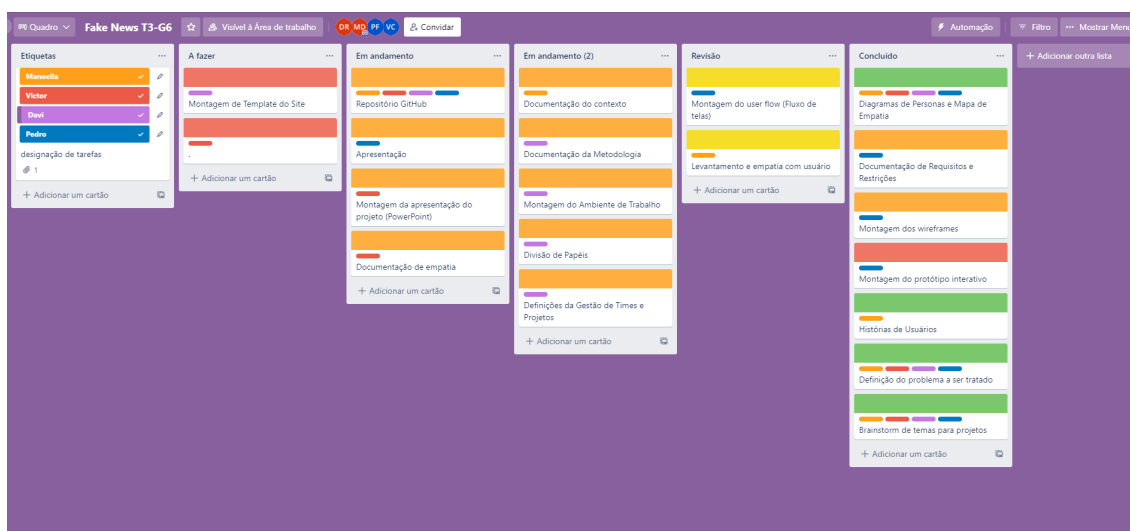 Quadro
Fake News T3-G6
Visível à Área de trabalho
DR
MD
PF
VC
Convidar
Automação
Filtro
Mostrar Menu
Etiquetas
Manoella
Victor
Davi
Pedro
designação de tarefas
1
+ Adicionar um cartão
A fazer
Montagem de Template do Site
.
+ Adicionar um cartão
Em andamento
Repositório GitHub
Apresentação
Montagem da apresentação do
projeto (PowerPoint)
Documentação de empatia
+ Adicionar um cartão
Em andamento (2)
Documentação do contexto
Documentação da Metodologia
Montagem do Ambiente de Trabalho
Divisão de Papéis
Definições da Gestão de Times e
Projetos
+ Adicionar um cartão
Revisão
Montagem do user flow (Fluxo de
telas)
Levantamento e empatia com usuário
+ Adicionar um cartão
Concluído
Diagramas de Personas e Mapa de
Empatia
Documentação de Requisitos e
Restrições
Montagem dos wireframes
Montagem do protótipo interativo
Histórias de Usuários
Definição do problema a ser tratado
Brainstorm de temas para projetos
+ Adicionar um cartão
+ Adicionar outra lista